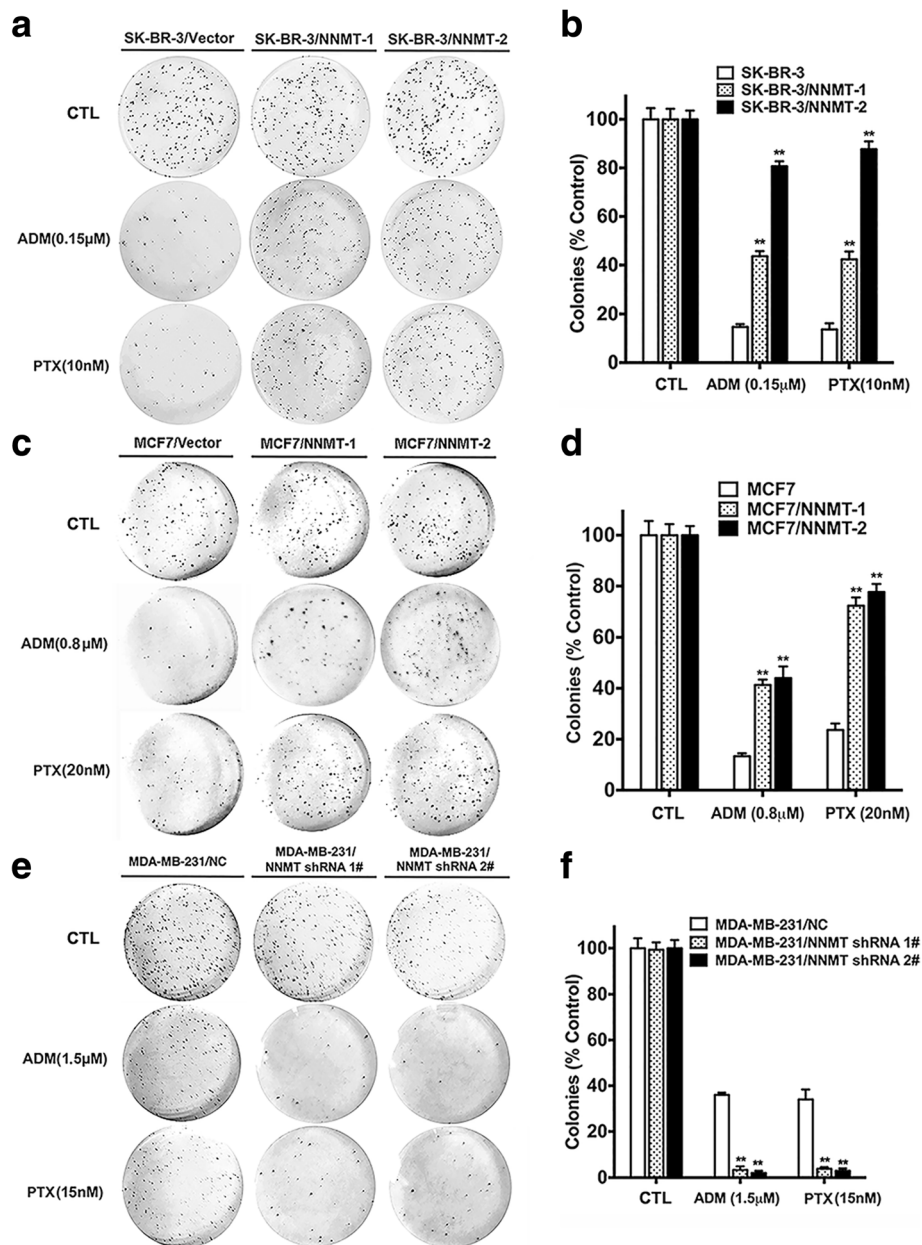 a
SK-BR-3/Vector SK-BR-3/NNMT-1 SK-BR-3/NNMT-2
CTL
ADM(0.15µM)
PTX(10nM)
b
SK-BR-3
SK-BR-3/NNMT-1
SK-BR-3/NNMT-2
Colonies (% Control)
100
80
60
40
20
0
** **
** **
CTL ADM (0.15µM) PTX(10nM)
c
MCF7/Vector MCF7/NNMT-1 MCF7/NNMT-2
CTL
ADM(0.8µM)
PTX(20nM)
d
MCF7
MCF7/NNMT-1
MCF7/NNMT-2
Colonies (% Control)
100
80
60
40
20
0
** **
** **
CTL ADM (0.8µM) PTX (20nM)
e
MDA-MB-231/NC
MDA-MB-231/
NNMT shRNA 1#
MDA-MB-231/
NNMT shRNA 2#
CTL
ADM(1.5µM)
PTX(15nM)
f
MDA-MB-231/NC
MDA-MB-231/NNMT shRNA 1#
MDA-MB-231/NNMT shRNA 2#
Colonies (% Control)
100
80
60
40
20
0
** ** ** **
CTL ADM (1.5µM) PTX(15nM)